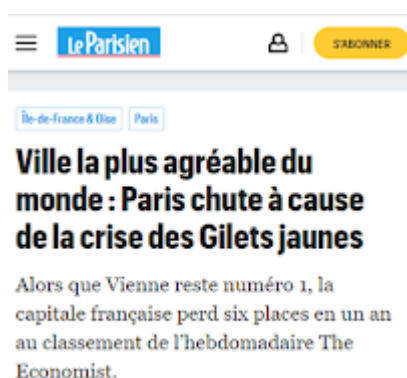 Le Parisien
S'ABONNER
Île-de-France & Oise Paris
Ville la plus agréable du
monde : Paris chute à cause
de la crise des Gilets jaunes
Alors que Vienne reste numéro 1, la
capitale française perd six places en un an
au classement de l'hebdomadaire The
Economist.